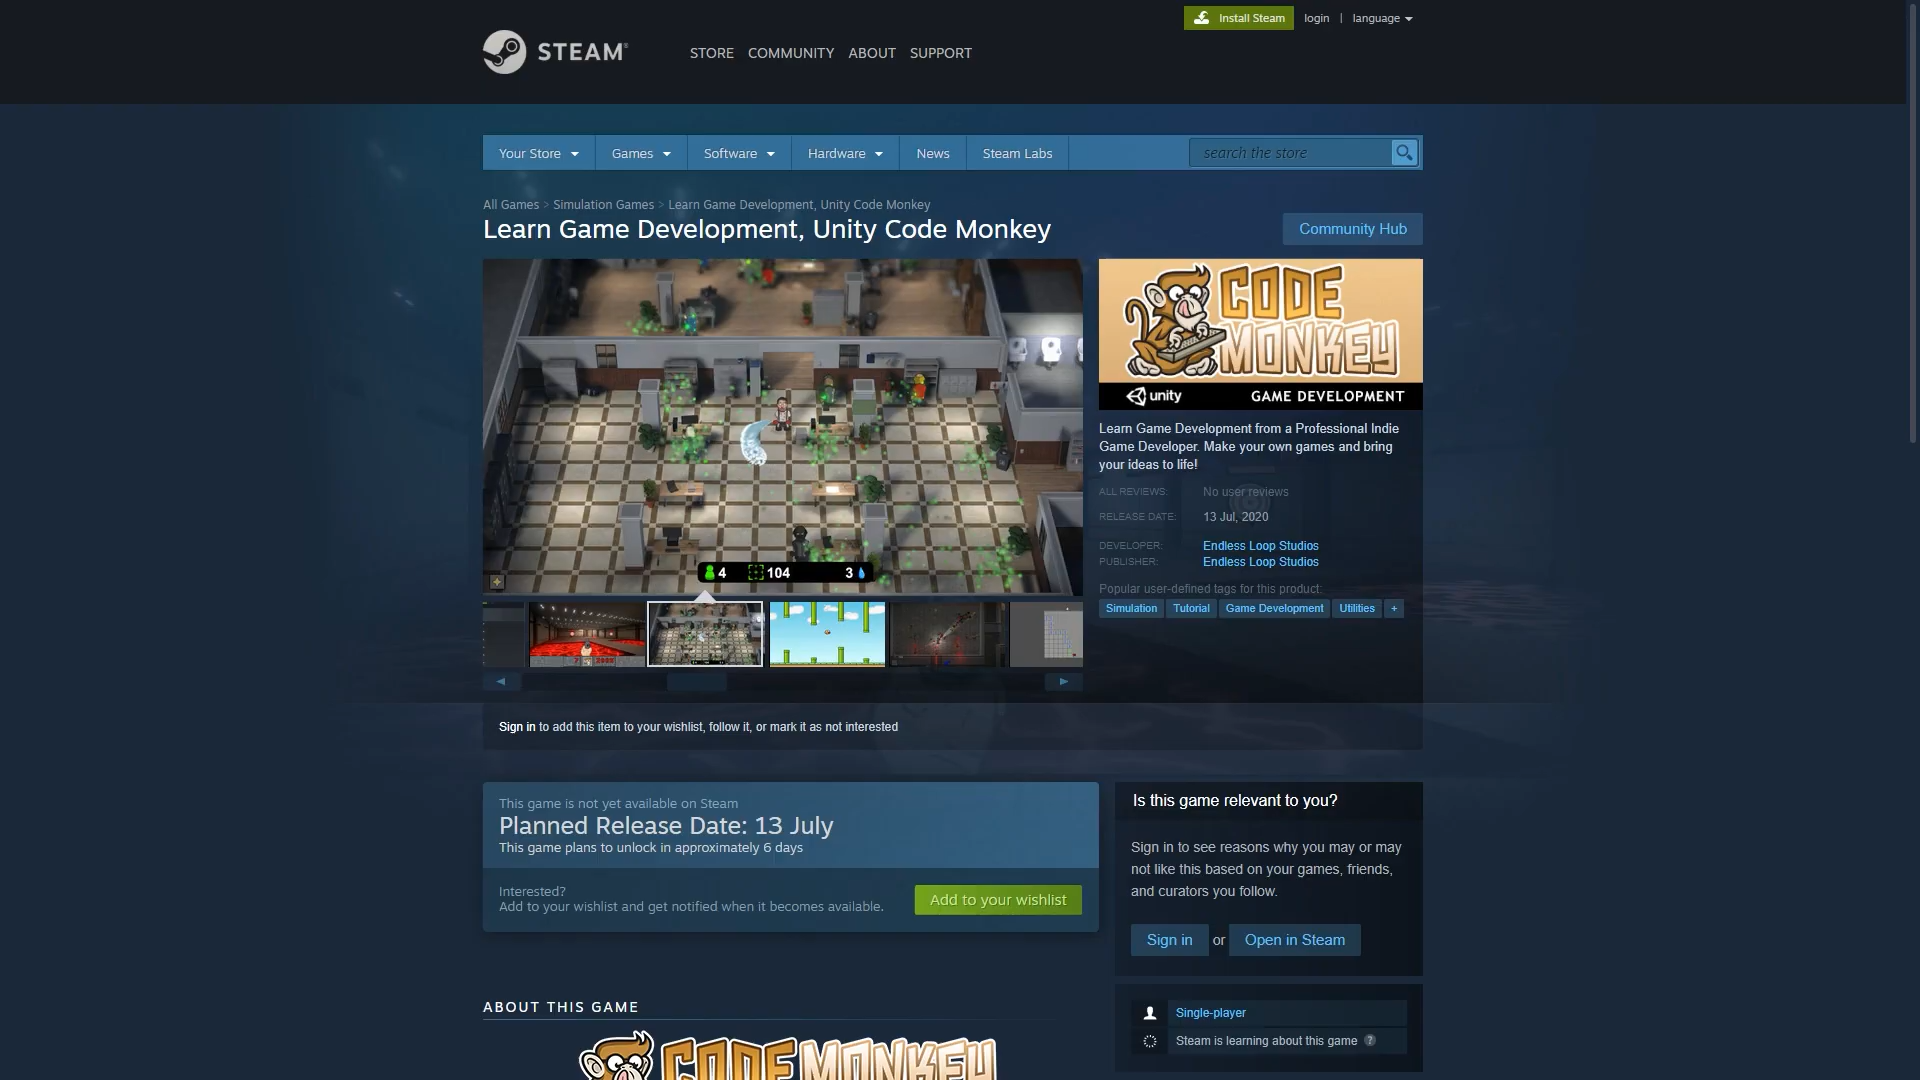 Install Steam
login | language
STEAM
STORE COMMUNITY ABOUT SUPPORT
Your Store Games Software Hardware News Steam Labs
search the store
All Games > Simulation Games > Learn Game Development, Unity Code Monkey
Learn Game Development, Unity Code Monkey
Community Hub
CODE
MONKEY
unity GAME DEVELOPMENT
Learn Game Development from a Professional Indie
Game Developer. Make your own games and bring
your ideas to life!
ALL REVIEWS: No user reviews
RELEASE DATE: 13 Jul, 2020
DEVELOPER: Endless Loop Studios
PUBLISHER: Endless Loop Studios
Popular user-defined tags for this product:
Simulation Tutorial Game Development Utilities +
4 104 3
Sign in to add this item to your wishlist, follow it, or mark it as not interested
This game is not yet available on Steam
Planned Release Date: 13 July
This game plans to unlock in approximately 6 days
Interested?
Add to your wishlist and get notified when it becomes available.
Add to your wishlist
Is this game relevant to you?
Sign in to see reasons why you may or may
not like this based on your games, friends,
and curators you follow.
Sign in or Open in Steam
Single-player
Steam is learning about this game ?
ABOUT THIS GAME
CODE MONKEY